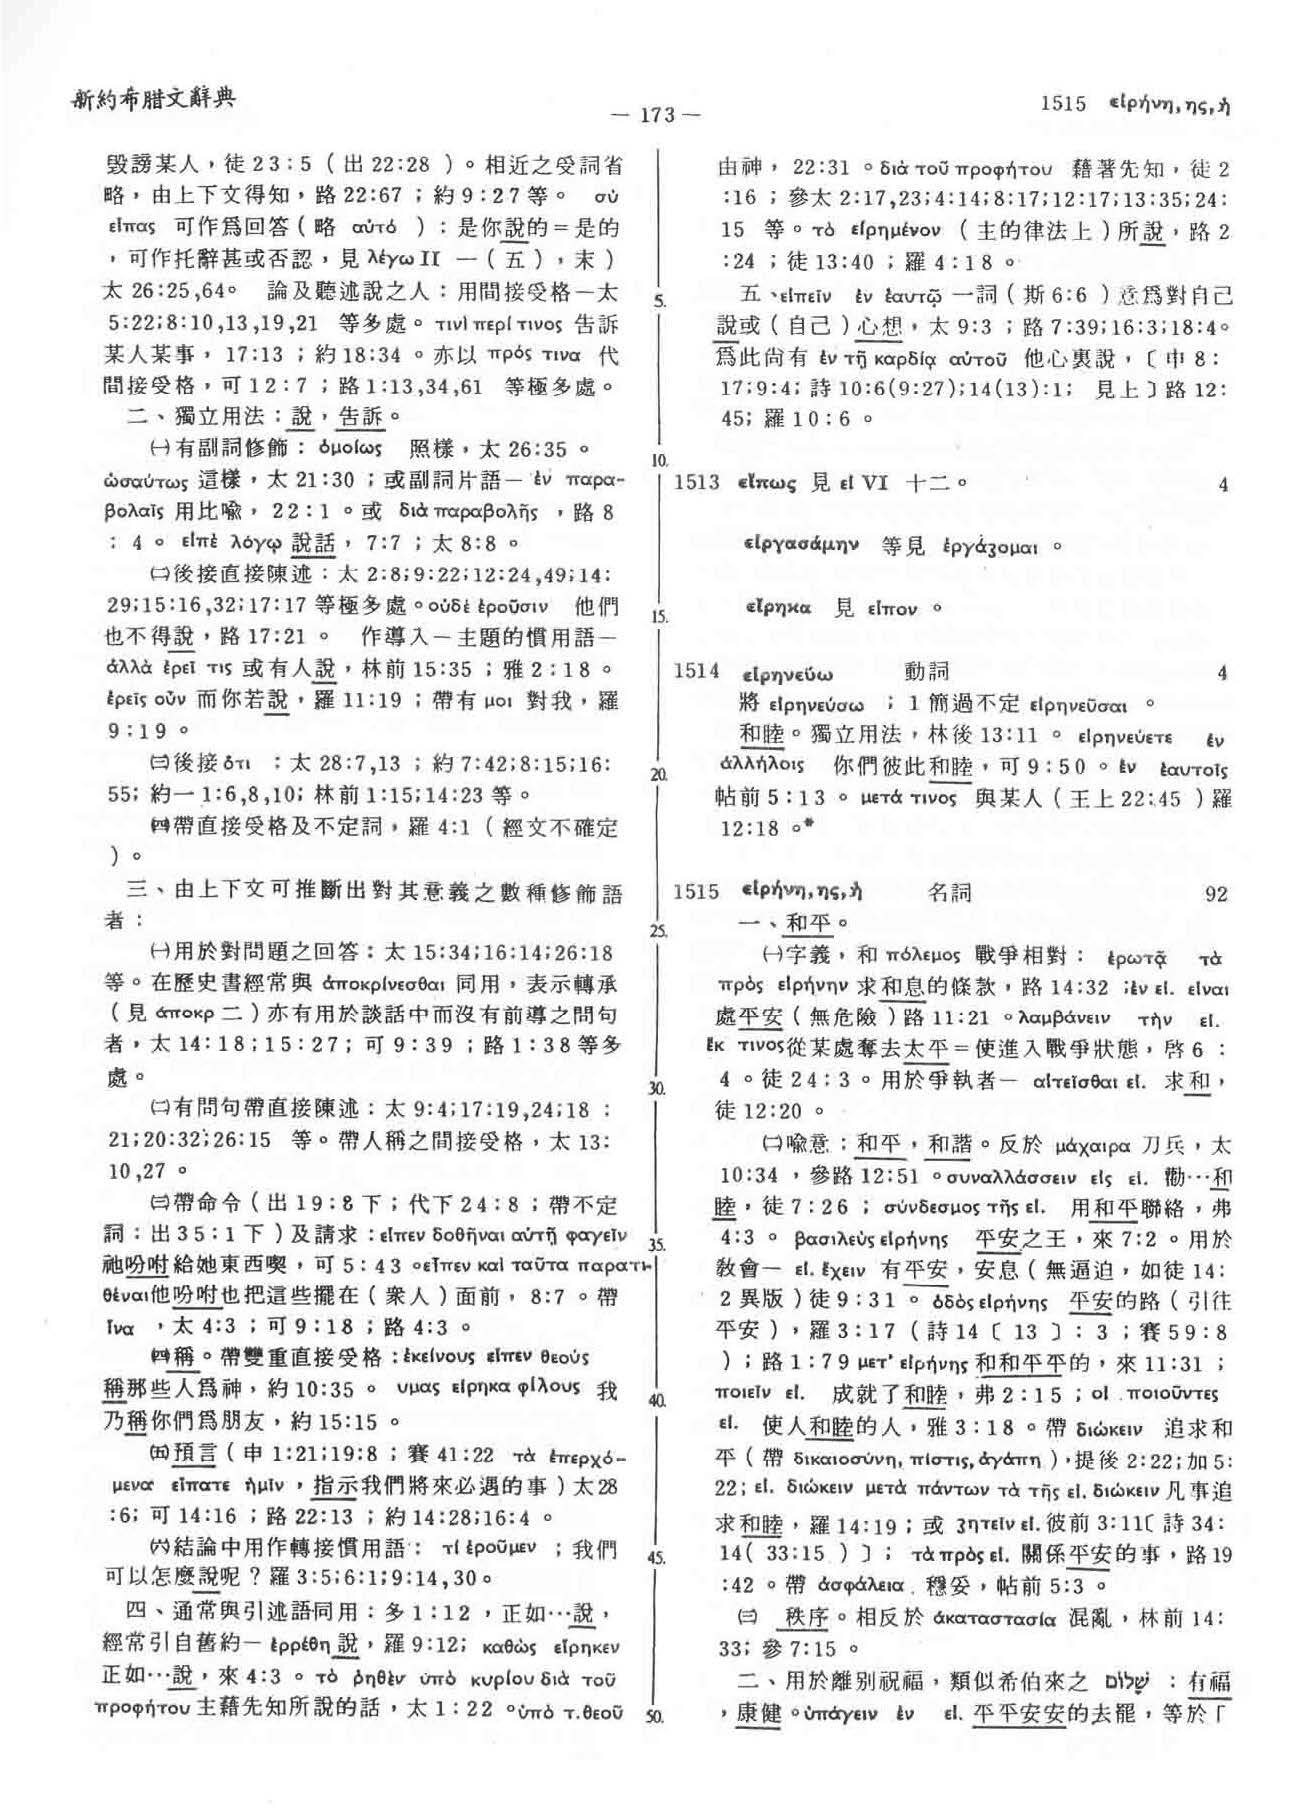 新約希腊文辭典
— 173 —
1515 εἰρήνη, ης, ἡ
毀謗某人，徒23:5（出22:28）。相近之受詞省
略，由上下文得知，路22:67；約9:27等。 σὺ
εἶπας 可作爲回答（略 αὐτό ）：是你說的＝是的
，可作托辭甚或否認，見 λέγω II 一（五），末）
太 26:25,64。 論及聽述說之人：用間接受格—太
5:22;8:10,13,19,21 等多處。τινὶ περί τινος 告訴
某人某事， 17:13 ；約18:34 。亦以 πρός τινα 代
間接受格，可12:7 ；路1:13,34,61 等極多處。
二、獨立用法：說，告訴。
㈠有副詞修飾： ὁμοίως 照樣，太 26:35 。
ὡσαύτως 這樣，太 21:30 ；或副詞片語— ἐν παρα-
βολαῖς 用比喩， 22:1 。或 διὰ παραβολῆς ，路 8
: 4 。 εἰπὲ λόγῳ 說話， 7:7 ；太 8:8 。
㈡後接直接陳述：太 2:8;9:22;12:24,49;14:
29;15:16,32;17:17 等極多處。οὐδὲ ἐροῦσιν 他們
也不得說，路 17:21 。 作導入—主題的慣用語—
ἀλλὰ ἐρεῖ τις 或有人說，林前15:35 ；雅2:18 。
ἐρεῖς οὖν 而你若說，羅 11:19 ；帶有 μοι 對我，羅
9:19 。
㈢後接 ὅτι ：太 28:7,13 ；約 7:42;8:15;16:
55; 約一 1:6,8,10; 林前 1:15;14:23 等。
㈣帶直接受格及不定詞，羅 4:1 （ 經文不確定
）。
三、由上下文可推斷出對其意義之數種修飾語
者：
㈠用於對問題之回答：太 15:34;16:14;26:18
等。在歷史書經常與 ἀποκρίνεσθαι 同用，表示轉承
（見 ἀποκρ 二）亦有用於談話中而沒有前導之問句
者，太 14:18;15:27; 可 9:39 ；路 1:38 等多
處。
㈡有問句帶直接陳述：太 9:4;17:19,24;18 :
21;20:32;26:15 等。帶人稱之間接受格，太 13:
10,27 。
㈢帶命令（出 19:8下；代下 24:8 ；帶不定
詞：出35:1下）及請求：εἶπεν δοθῆναι αὐτῇ φαγεῖν
祂吩咐給她東西喫，可 5:43 。εἶπεν καὶ ταῦτα παρατι-
θέναι他吩咐也把這些擺在（衆人）面前， 8:7 。帶
ἵνα ，太 4:3 ；可 9:18 ；路 4:3 。
㈣稱。帶雙重直接受格：ἐκείνους εἶπεν θεούς
稱那些人爲神，約 10:35 。 υμας εἴρηκα φίλους 我
乃稱你們爲朋友，約 15:15 。
㈤預言（申 1:21;19:8 ；賽 41:22 τὰ ἐπερχό-
μενα εἴπατε ἡμῖν ，指示我們將來必遇的事）太28
:6; 可 14:16 ；路 22:13 ；約14:28;16:4 。
㈥結論中用作轉接慣用語： τί ἐροῦμεν ；我們
可以怎麼說呢？羅 3:5;6:1;9:14,30。
四、通常與引述語同用：多1:12 ，正如…說，
經常引自舊約— ἐρρέθη 說，羅 9:12; καθὼς εἴρηκεν
正如…說，來 4:3 。τὸ ῥηθὲν ὑπὸ κυρίου διὰ τοῦ
προφήτου 主藉先知所說的話，太 1:22 。ὑπὸ τ.θεοῦ
5.
10.
15.
20.
25.
30.
35.
40.
45.
50.
由神， 22:31 。διὰ τοῦ προφήτου 藉著先知，徒 2
:16 ；參太 2:17,23;4:14;8:17;12:17;13:35;24:
15 等。τὸ εἰρημένον （主的律法上）所說，路 2
:24 ；徒 13:40 ；羅 4:18 。
五、εἰπεῖν ἐν ἑαυτῷ 一詞（斯 6:6 ）意爲對自己
說或（自己）心想，太 9:3 ；路 7:39;16:3;18:4。
爲此尙有 ἐν τῇ καρδίᾳ αὐτοῦ 他心裏說，〔申 8:
17;9:4; 詩 10:6(9:27);14(13):1; 見上〕路 12:
45; 羅 10:6 。
1513 εἴπως 見 εἰ VI 十二。 4
εἰργασάμην 等見 ἐργάζομαι 。
εἴρηκα 見 εἶπον 。
1514 εἰρηνεύω 動詞 4
將 εἰρηνεύσω ； 1 簡過不定 εἰρηνεῦσαι 。
和睦。獨立用法，林後13:11 。 εἰρηνεύετε ἐν
ἀλλήλοις 你們彼此和睦，可 9:50 。ἐν ἑαυτοῖς
帖前 5:13 。 μετά τινος 與某人（王上 22:45 ）羅
12:18 。*
1515 εἰρήνη, ης, ἡ 名詞 92
一、和平。
㈠字義，和 πόλεμος 戰爭相對： ἐρωτᾷ τὰ
πρὸς εἰρήνην 求和息的條款，路 14:32 ；ἐν εἰ. εἶναι
處平安（無危險）路 11:21 。λαμβάνειν τὴν εἰ.
ἔκ τινος從某處奪去太平＝使進入戰爭狀態，啓 6 :
4 。徒 24:3 。用於爭執者— αἰτεῖσθαι εἰ. 求和，
徒 12:20 。
㈡喩意；和平，和諧。反於 μάχαιρα 刀兵，太
10:34 ，參路 12:51 。συναλλάσσειν εἰς εἰ. 勸…和
睦，徒 7:26 ； σύνδεσμος τῆς εἰ. 用和平聯絡，弗
4:3 。 βασιλεὺς εἰρήνης 平安之王，來 7:2 。用於
敎會— εἰ. ἔχειν 有平安，安息（無逼迫，如徒 14:
2 異版）徒 9:31 。 ὁδὸς εἰρήνης 平安的路（引往
平安），羅 3:17 （詩 14〔 13 〕: 3 ；賽 59:8
）；路 1:79 μετ᾽ εἰρήνης 和和平平的，來 11:31 ；
ποιεῖν εἰ. 成就了和睦，弗 2:15 ；οἱ ποιοῦντες
εἰ. 使人和睦的人，雅 3:18 。帶 διώκειν 追求和
平（帶 δικαιοσύνη, πίστις, ἀγάπη ），提後 2:22;加 5:
22; εἰ. διώκειν μετὰ πάντων τὰ τῆς εἰ. διώκειν 凡事追
求和睦，羅 14:19 ；或 ζητεῖν εἰ. 彼前 3:11〔 詩 34:
14( 33:15 ) 〕； τὰ πρὸς εἰ. 關係平安的事，路 19
:42 。帶 ἀσφάλεια 穩妥，帖前 5:3 。
㈢ 秩序。相反於 ἀκαταστασία 混亂，林前 14:
33; 參 7:15 。
二、用於離別祝福，類似希伯來之 שָׁלוֹם ：有福
，康健。ὑπάγειν ἐν εἰ. 平平安安的去罷，等於「